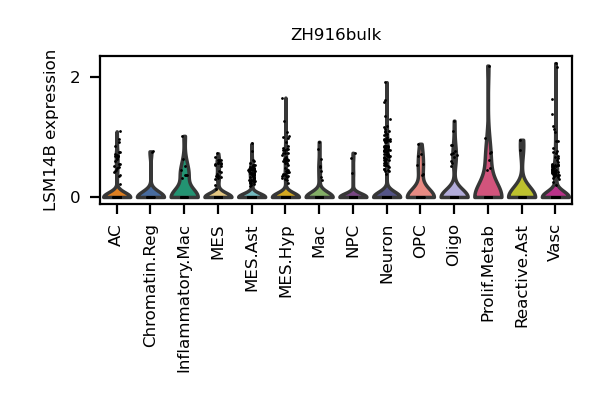 ZH916bulk
LSM14B expression
2
0
AC
Chromatin.Reg
Inflammatory.Mac
MES
MES.Ast
MES.Hyp
Mac
NPC
Neuron
OPC
Oligo
Prolif.Metab
Reactive.Ast
Vasc